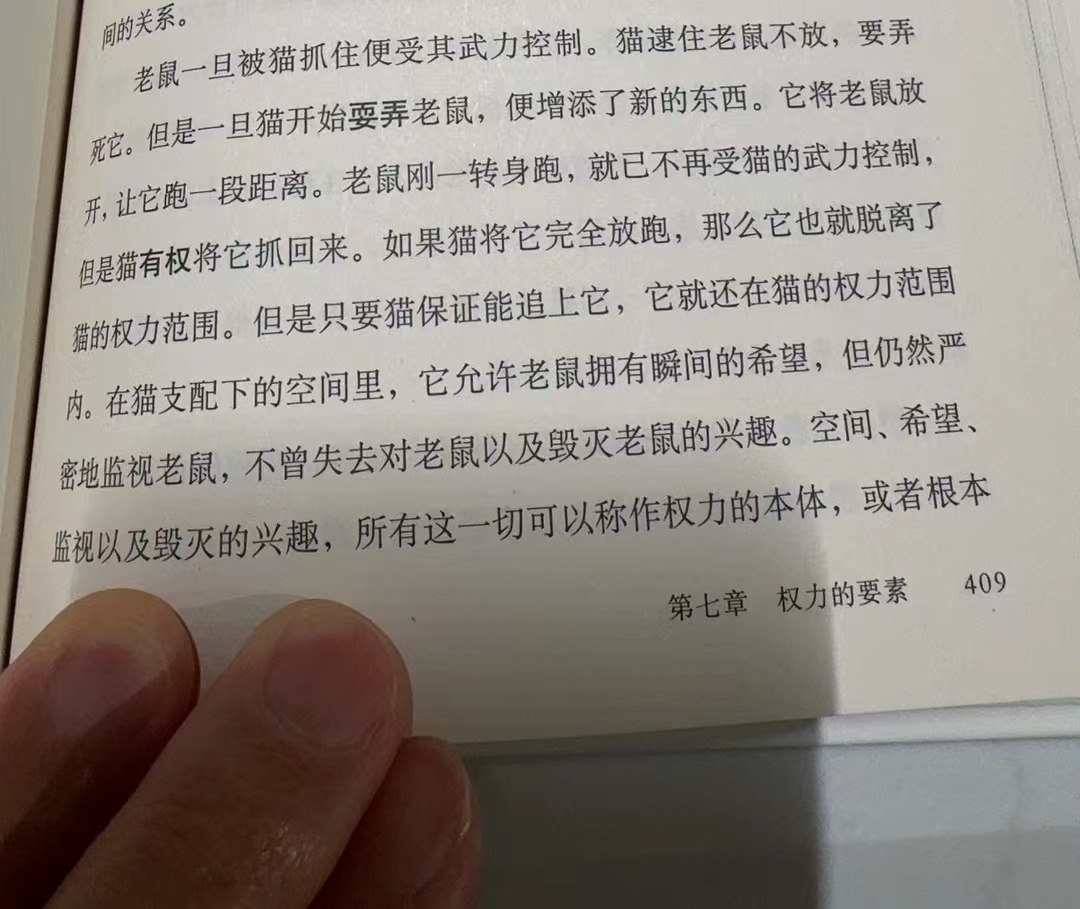 间的关系。
老鼠一旦被猫抓住便受其武力控制。猫逮住老鼠不放，要弄
死它。但是一旦猫开始耍弄老鼠，便增添了新的东西。它将老鼠放
开，让它跑一段距离。老鼠刚一转身跑，就已不再受猫的武力控制，
但是猫有权将它抓回来。如果猫将它完全放跑，那么它也就脱离了
猫的权力范围。但是只要猫保证能追上它，它就还在猫的权力范围
内。在猫支配下的空间里，它允许老鼠拥有瞬间的希望，但仍然严
密地监视老鼠，不曾失去对老鼠以及毁灭老鼠的兴趣。空间、希望、
监视以及毁灭的兴趣，所有这一切可以称作权力的本体，或者根本
第七章 权力的要素 409